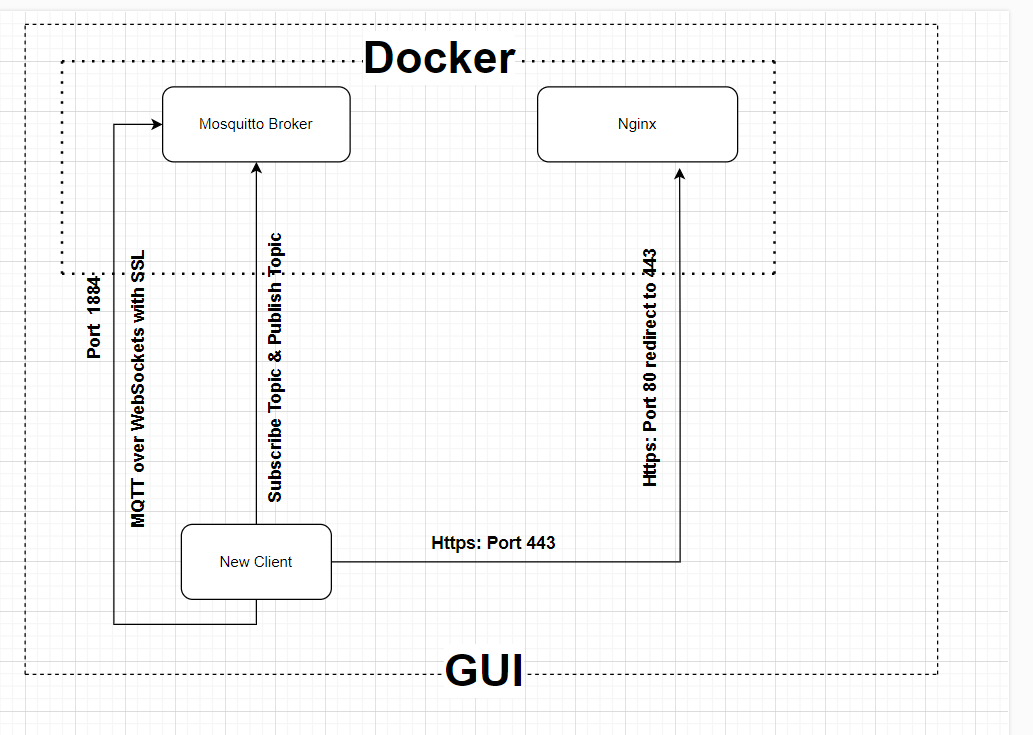 Docker
Mosquitto Broker
Nginx
Port 1884
MQTT over WebSockets with SSL
Subscribe Topic & Publish Topic
Https: Port 80 redirect to 443
Https: Port 443
New Client
GUI